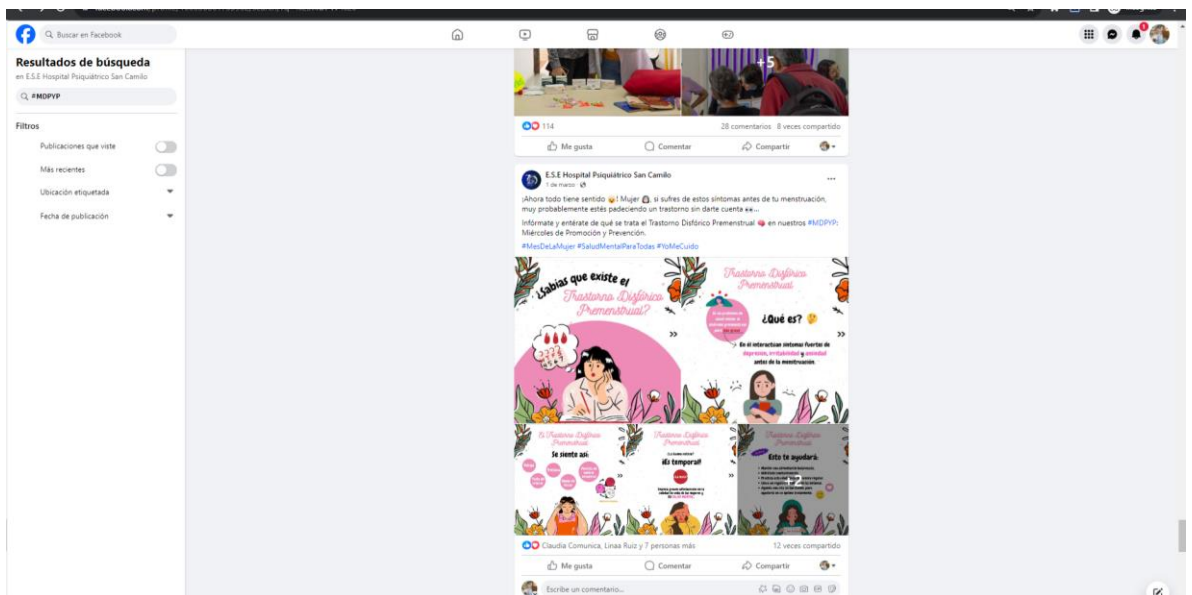 Buscar en Facebook
Resultados de búsqueda
en E.S.E Hospital Psiquiátrico San Camilo
#MDPYP
Filtros
Publicaciones que viste
Más recientes
Ubicación etiquetada
Fecha de publicación
+5
114
28 comentarios 8 veces compartido
Me gusta
Comentar
Compartir
E.S.E Hospital Psiquiátrico San Camilo
1 de marzo
¡Ahora todo tiene sentido! Mujer, si sufres de estos síntomas antes de tu menstruación,
muy probablemente estés padeciendo un trastorno sin darte cuenta
Infórmate y entérate de qué se trata el Trastorno Disfórico Premenstrual en nuestros #MDPYP:
Miércoles de Promoción y Prevención.
#MesDeLaMujer #SaludMentalParaTodas #YoMeCuido
¿Sabías que existe el
Trastorno Disfórico
Premenstrual?
Trastorno Disfórico
Premenstrual
¿Qué es?
En él interactúan síntomas fuertes de
depresión, irritabilidad y ansiedad
antes de la menstruación.
El Trastorno Disfórico
Premenstrual
Se siente así:
Trastorno Disfórico
Premenstrual
¡Es temporal!
Trastorno Disfórico
Premenstrual
Esto te ayudará:
+2
Claudia Comunica, Linaa Ruiz y 7 personas más
12 veces compartido
Me gusta
Comentar
Compartir
Escribe un comentario...